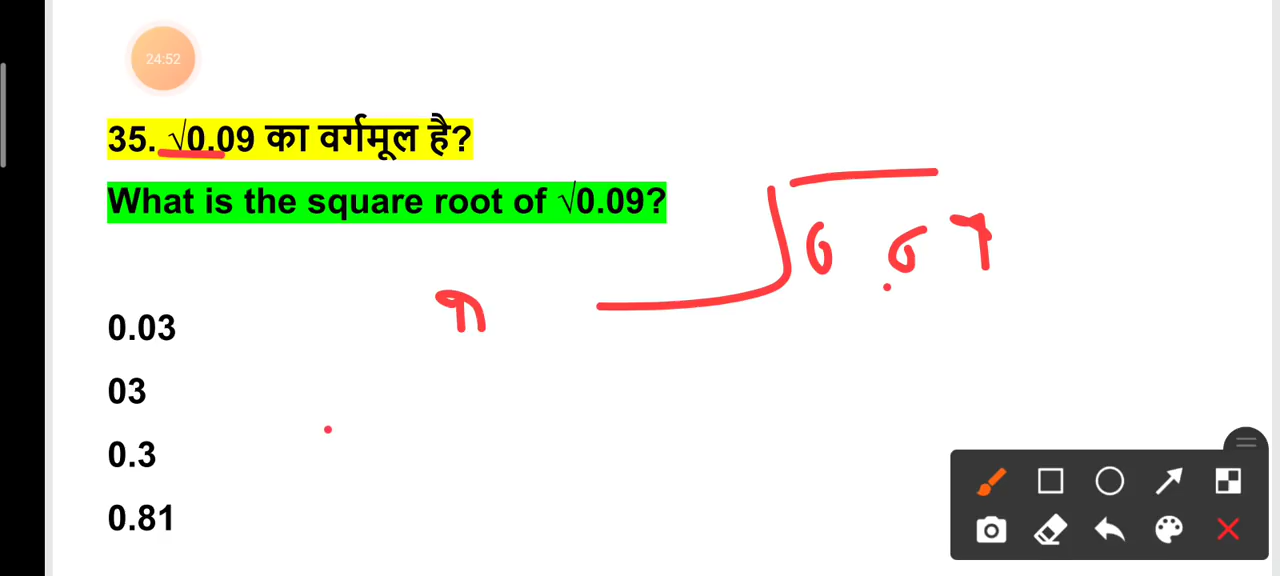 24:52
35. √0.09 का वर्गमूल है?
What is the square root of √0.09?
0.03
03
0.3
0.81